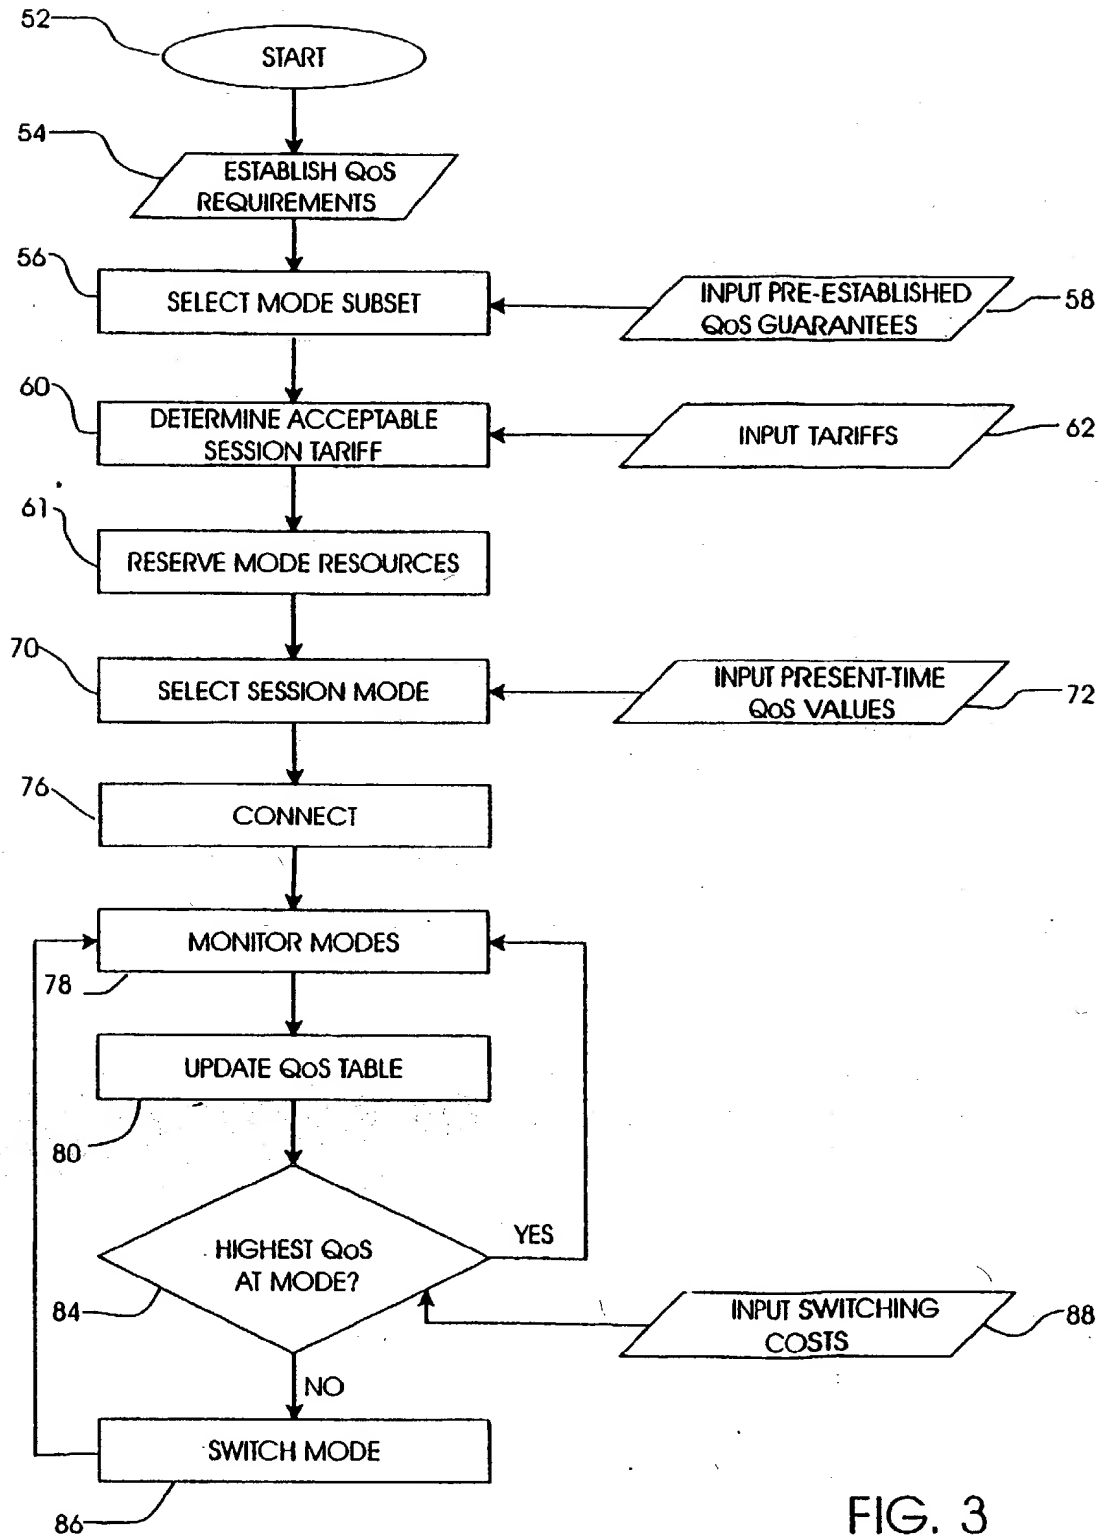 52
START
54
ESTABLISH QoS
REQUIREMENTS
56
SELECT MODE SUBSET
INPUT PRE-ESTABLISHED
QoS GUARANTEES
58
60
DETERMINE ACCEPTABLE
SESSION TARIFF
INPUT TARIFFS
62
61
RESERVE MODE RESOURCES
70
SELECT SESSION MODE
INPUT PRESENT-TIME
QoS VALUES
72
76
CONNECT
MONITOR MODES
78
UPDATE QoS TABLE
80
HIGHEST QoS
AT MODE?
YES
84
INPUT SWITCHING
COSTS
88
NO
SWITCH MODE
86
FIG. 3